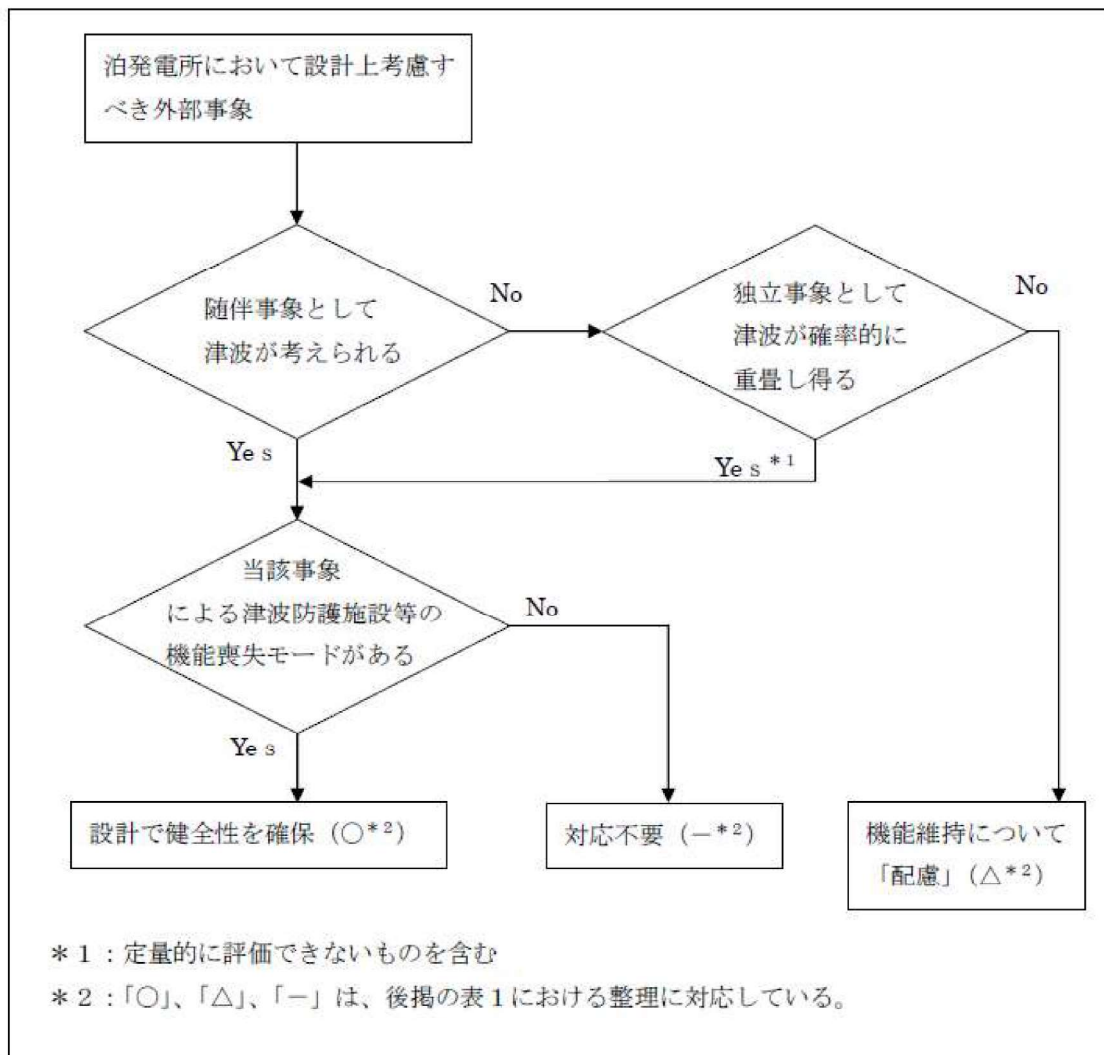 泊発電所において設計上考慮す
べき外部事象
随伴事象として
津波が考えられる
No
独立事象として
津波が確率的に
重畳し得る
No
Yes
Yes*1
当該事象
による津波防護施設等の
機能喪失モードがある
No
Yes
設計で健全性を確保（○*2）
対応不要（－*2）
機能維持について
「配慮」（△*2）
＊1：定量的に評価できないものを含む
＊2：「○」、「△」、「－」は、後掲の表1における整理に対応している。